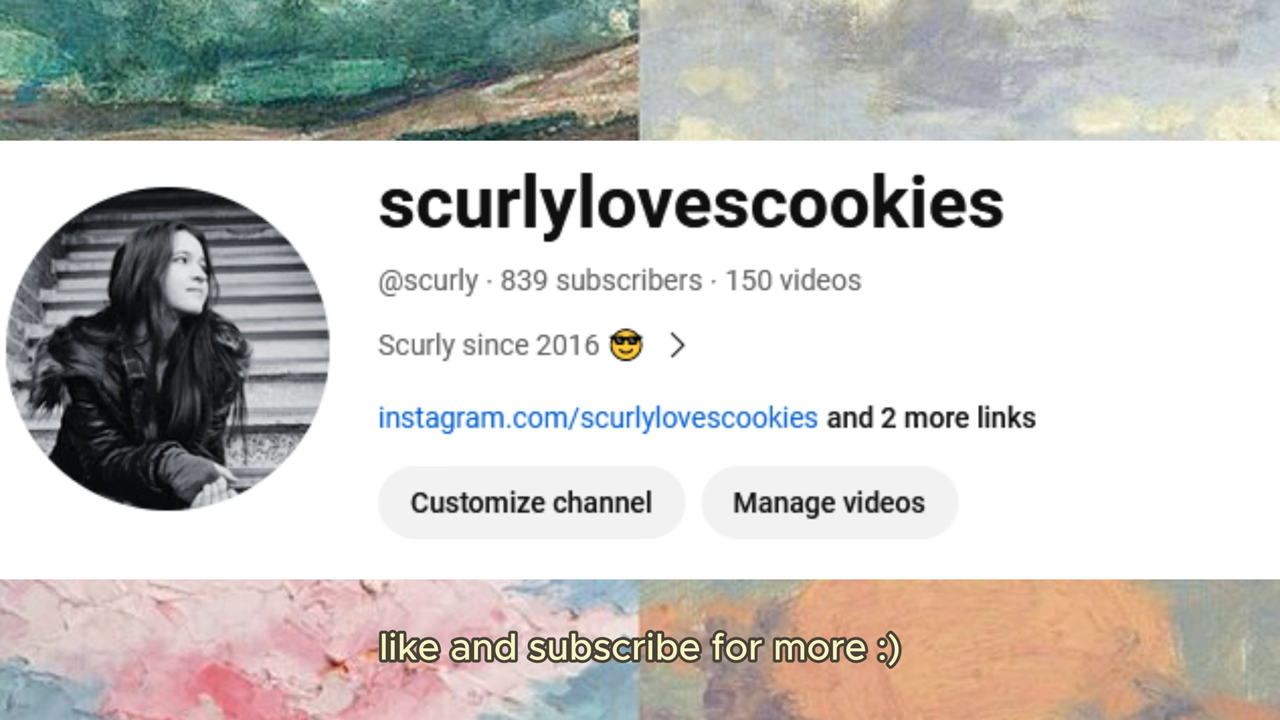 scurlylovescookies
@scurly · 839 subscribers · 150 videos
Scurly since 2016 😎
instagram.com/scurlylovescookies and 2 more links
Customize channel
Manage videos
like and subscribe for more :)